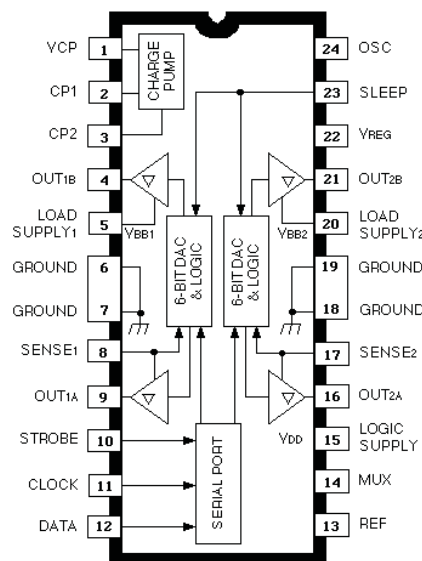 VCP 1
CP1 2
CP2 3
OUT1B 4
LOAD
SUPPLY1 5
GROUND 6
GROUND 7
SENSE1 8
OUT1A 9
STROBE 10
CLOCK 11
DATA 12
CHARGE
PUMP
VBB1
6-BIT DAC
& LOGIC
6-BIT DAC
& LOGIC
VBB2
SERIAL PORT
VDD
24 OSC
23 SLEEP
22 VREG
21 OUT2B
20 LOAD
SUPPLY2
19 GROUND
18 GROUND
17 SENSE2
16 OUT2A
15 LOGIC
SUPPLY
14 MUX
13 REF